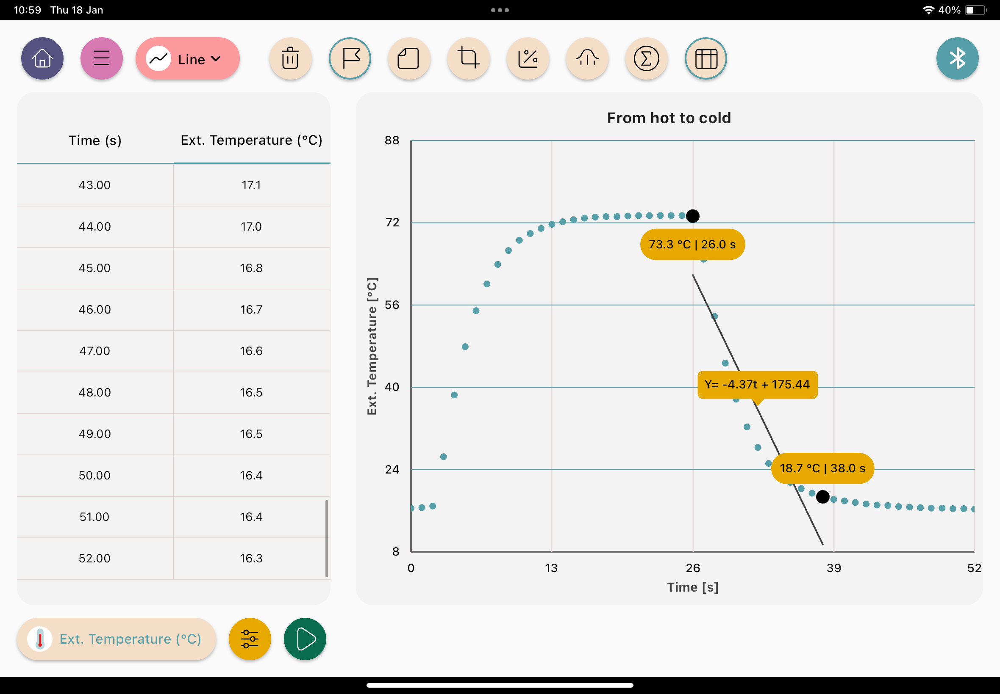 10:59 Thu 18 Jan
40%
Line
Time (s) Ext. Temperature (°C)
43.00 17.1
44.00 17.0
45.00 16.8
46.00 16.7
47.00 16.6
48.00 16.5
49.00 16.5
50.00 16.4
51.00 16.4
52.00 16.3
From hot to cold
88
72
56
40
24
8
Ext. Temperature [°C]
73.3 °C | 26.0 s
Y= -4.37t + 175.44
18.7 °C | 38.0 s
0 13 26 39 52
Time [s]
Ext. Temperature (°C)